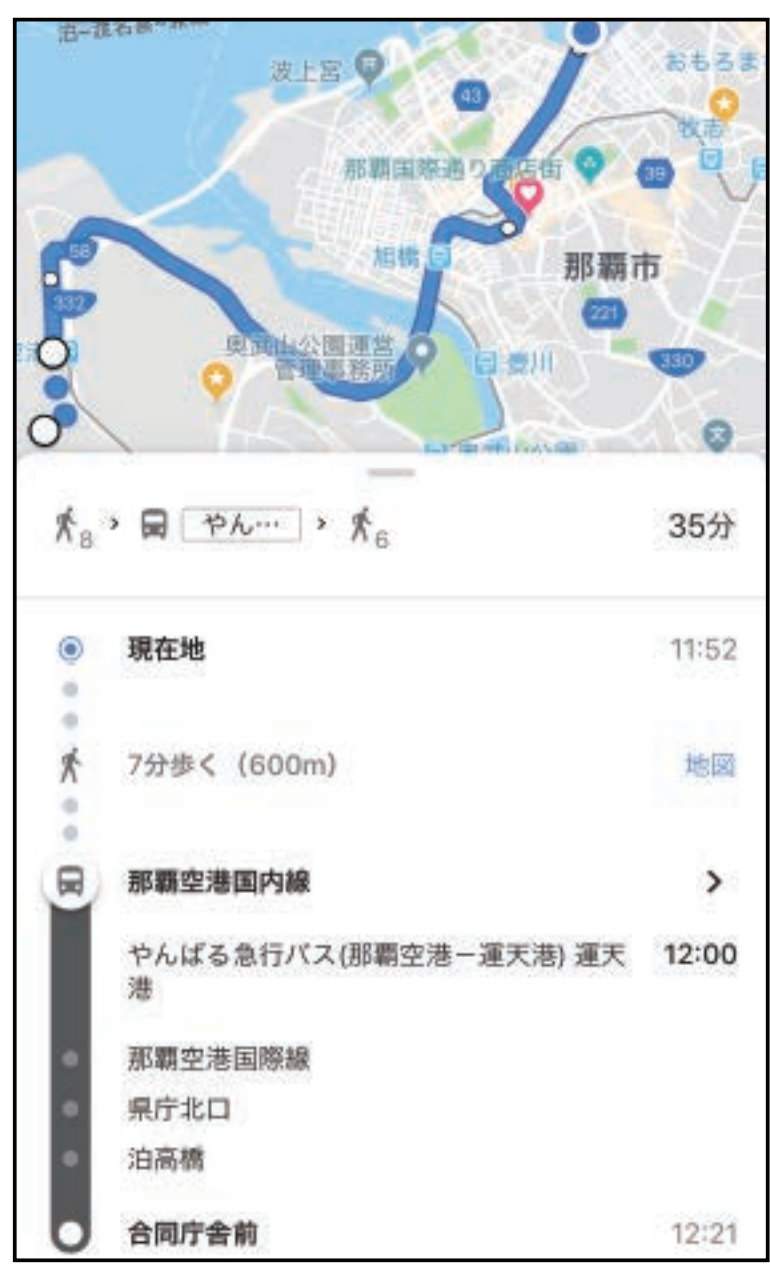 波上宮
おもろま
43
牧志
那覇国際通り商店街
39
58
旭橋
那覇市
332
221
奥武山公園運営
管理事務所
壺川
330
8 > やん… > 6
35分
現在地
11:52
7分歩く（600m）
地図
那覇空港国内線
やんばる急行バス(那覇空港－運天港) 運天
港
12:00
那覇空港国際線
県庁北口
泊高橋
合同庁舎前
12:21